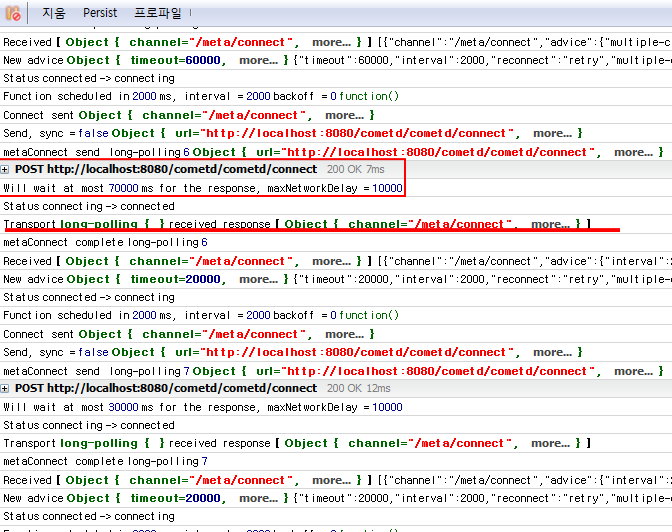 지움 Persist 프로파일
Received [ Object { channel="/meta/connect", more... } ] [{"channel":"/meta/connect","advice":{"multiple-c
New advice Object { timeout=60000, more... } {"timeout":60000,"interval":2000,"reconnect":"retry","multiple-
Status connected -> connecting
Function scheduled in 2000 ms, interval = 2000 backoff = 0 function()
Connect sent Object { channel="/meta/connect", more... }
Send, sync = false Object { url="http://localhost:8080/cometd/cometd/connect", more... }
metaConnect send long-polling 6 Object { url="http://localhost:8080/cometd/cometd/connect", more... }
POST http://localhost:8080/cometd/cometd/connect 200 OK 7ms
Will wait at most 70000 ms for the response, maxNetworkDelay = 10000
Status connecting -> connected
Transport long-polling { } received response [ Object { channel="/meta/connect", more... } ]
metaConnect complete long-polling 6
Received [ Object { channel="/meta/connect", more... } ] [{"channel":"/meta/connect","advice":{"interval":2
New advice Object { timeout=20000, more... } {"timeout":20000,"interval":2000,"reconnect":"retry","multiple-
Status connected -> connecting
Function scheduled in 2000 ms, interval = 2000 backoff = 0 function()
Connect sent Object { channel="/meta/connect", more... }
Send, sync = false Object { url="http://localhost:8080/cometd/cometd/connect", more... }
metaConnect send long-polling 7 Object { url="http://localhost:8080/cometd/cometd/connect", more... }
POST http://localhost:8080/cometd/cometd/connect 200 OK 12ms
Will wait at most 30000 ms for the response, maxNetworkDelay = 10000
Status connecting -> connected
Transport long-polling { } received response [ Object { channel="/meta/connect", more... } ]
metaConnect complete long-polling 7
Received [ Object { channel="/meta/connect", more... } ] [{"channel":"/meta/connect","advice":{"interval":2
New advice Object { timeout=20000, more... } {"timeout":20000,"interval":2000,"reconnect":"retry","multiple-
Status connected -> connecting